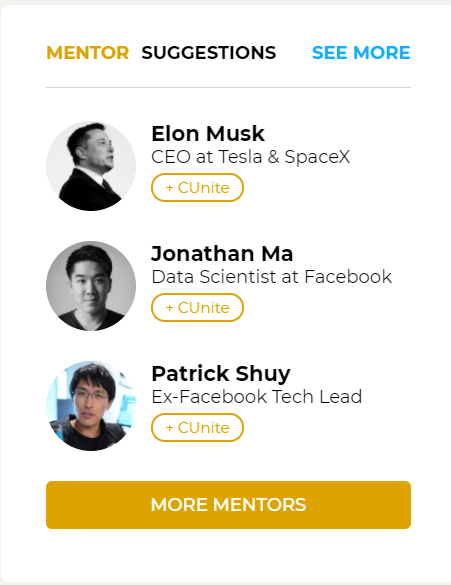 MENTOR SUGGESTIONS SEE MORE
Elon Musk
CEO at Tesla & SpaceX
+ CUnite
Jonathan Ma
Data Scientist at Facebook
+ CUnite
Patrick Shuy
Ex-Facebook Tech Lead
+ CUnite
MORE MENTORS